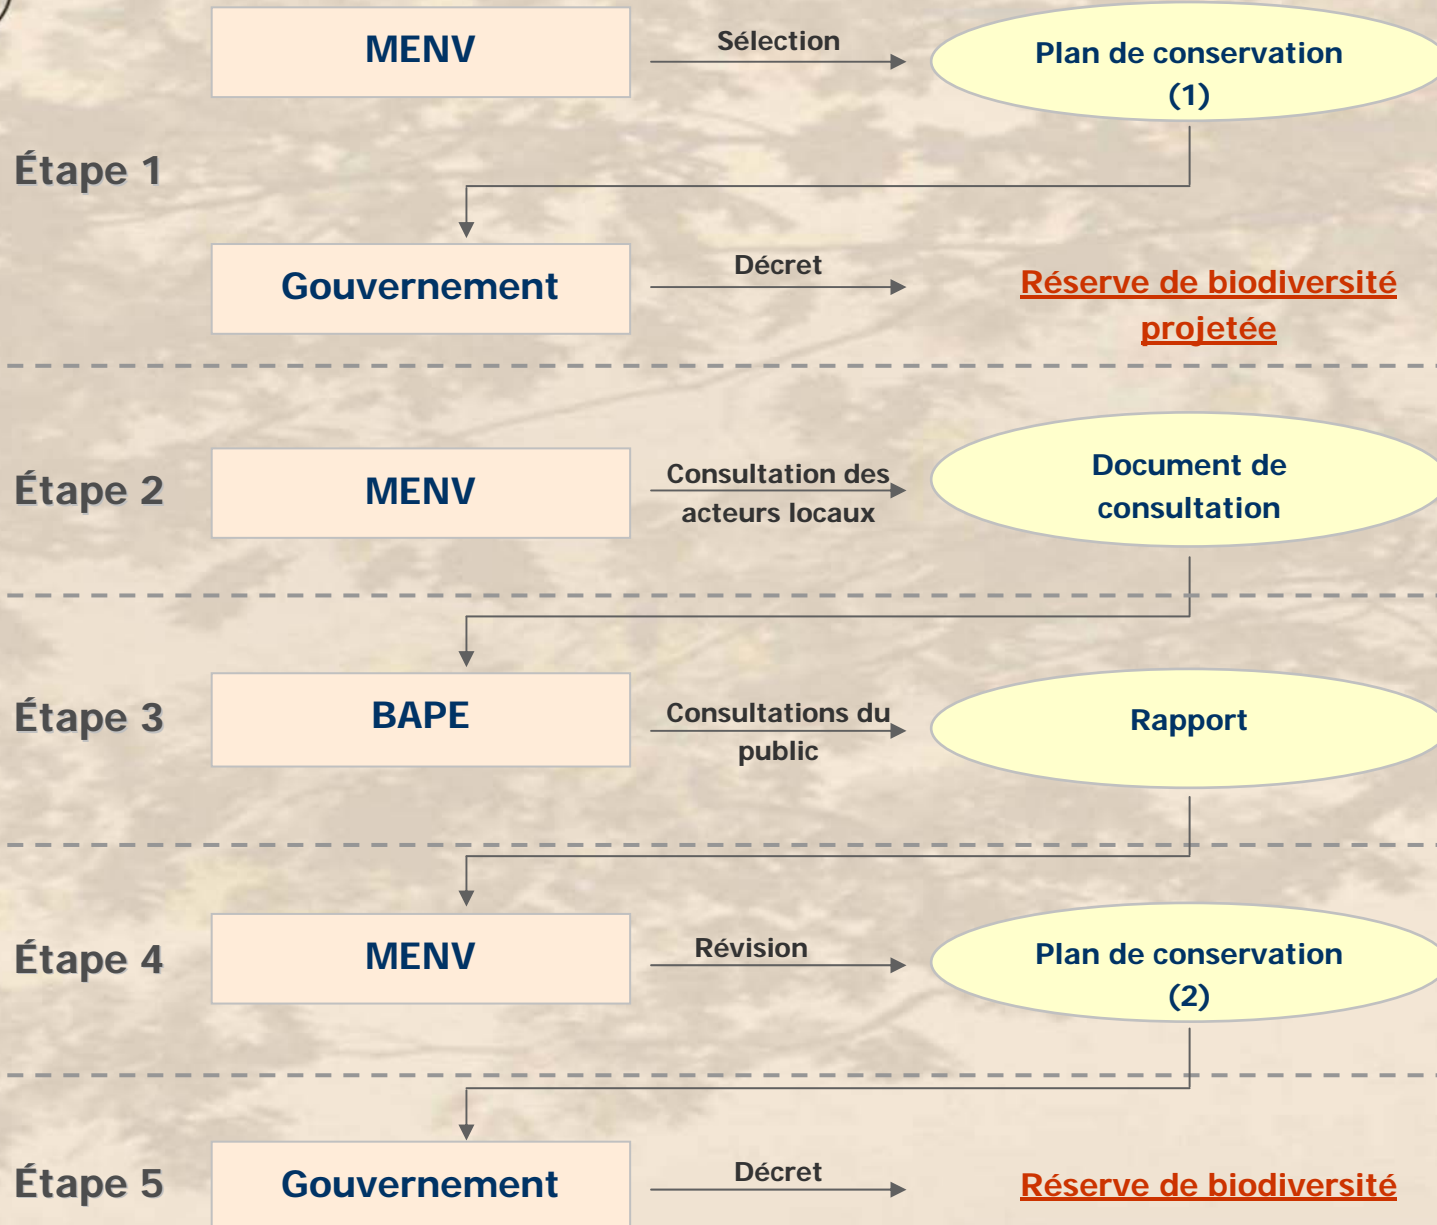 MENV
Sélection
Plan de conservation
(1)
Étape 1
Gouvernement
Décret
Réserve de biodiversité
projetée
Étape 2
MENV
Consultation des
acteurs locaux
Document de
consultation
Étape 3
BAPE
Consultations du
public
Rapport
Étape 4
MENV
Révision
Plan de conservation
(2)
Étape 5
Gouvernement
Décret
Réserve de biodiversité